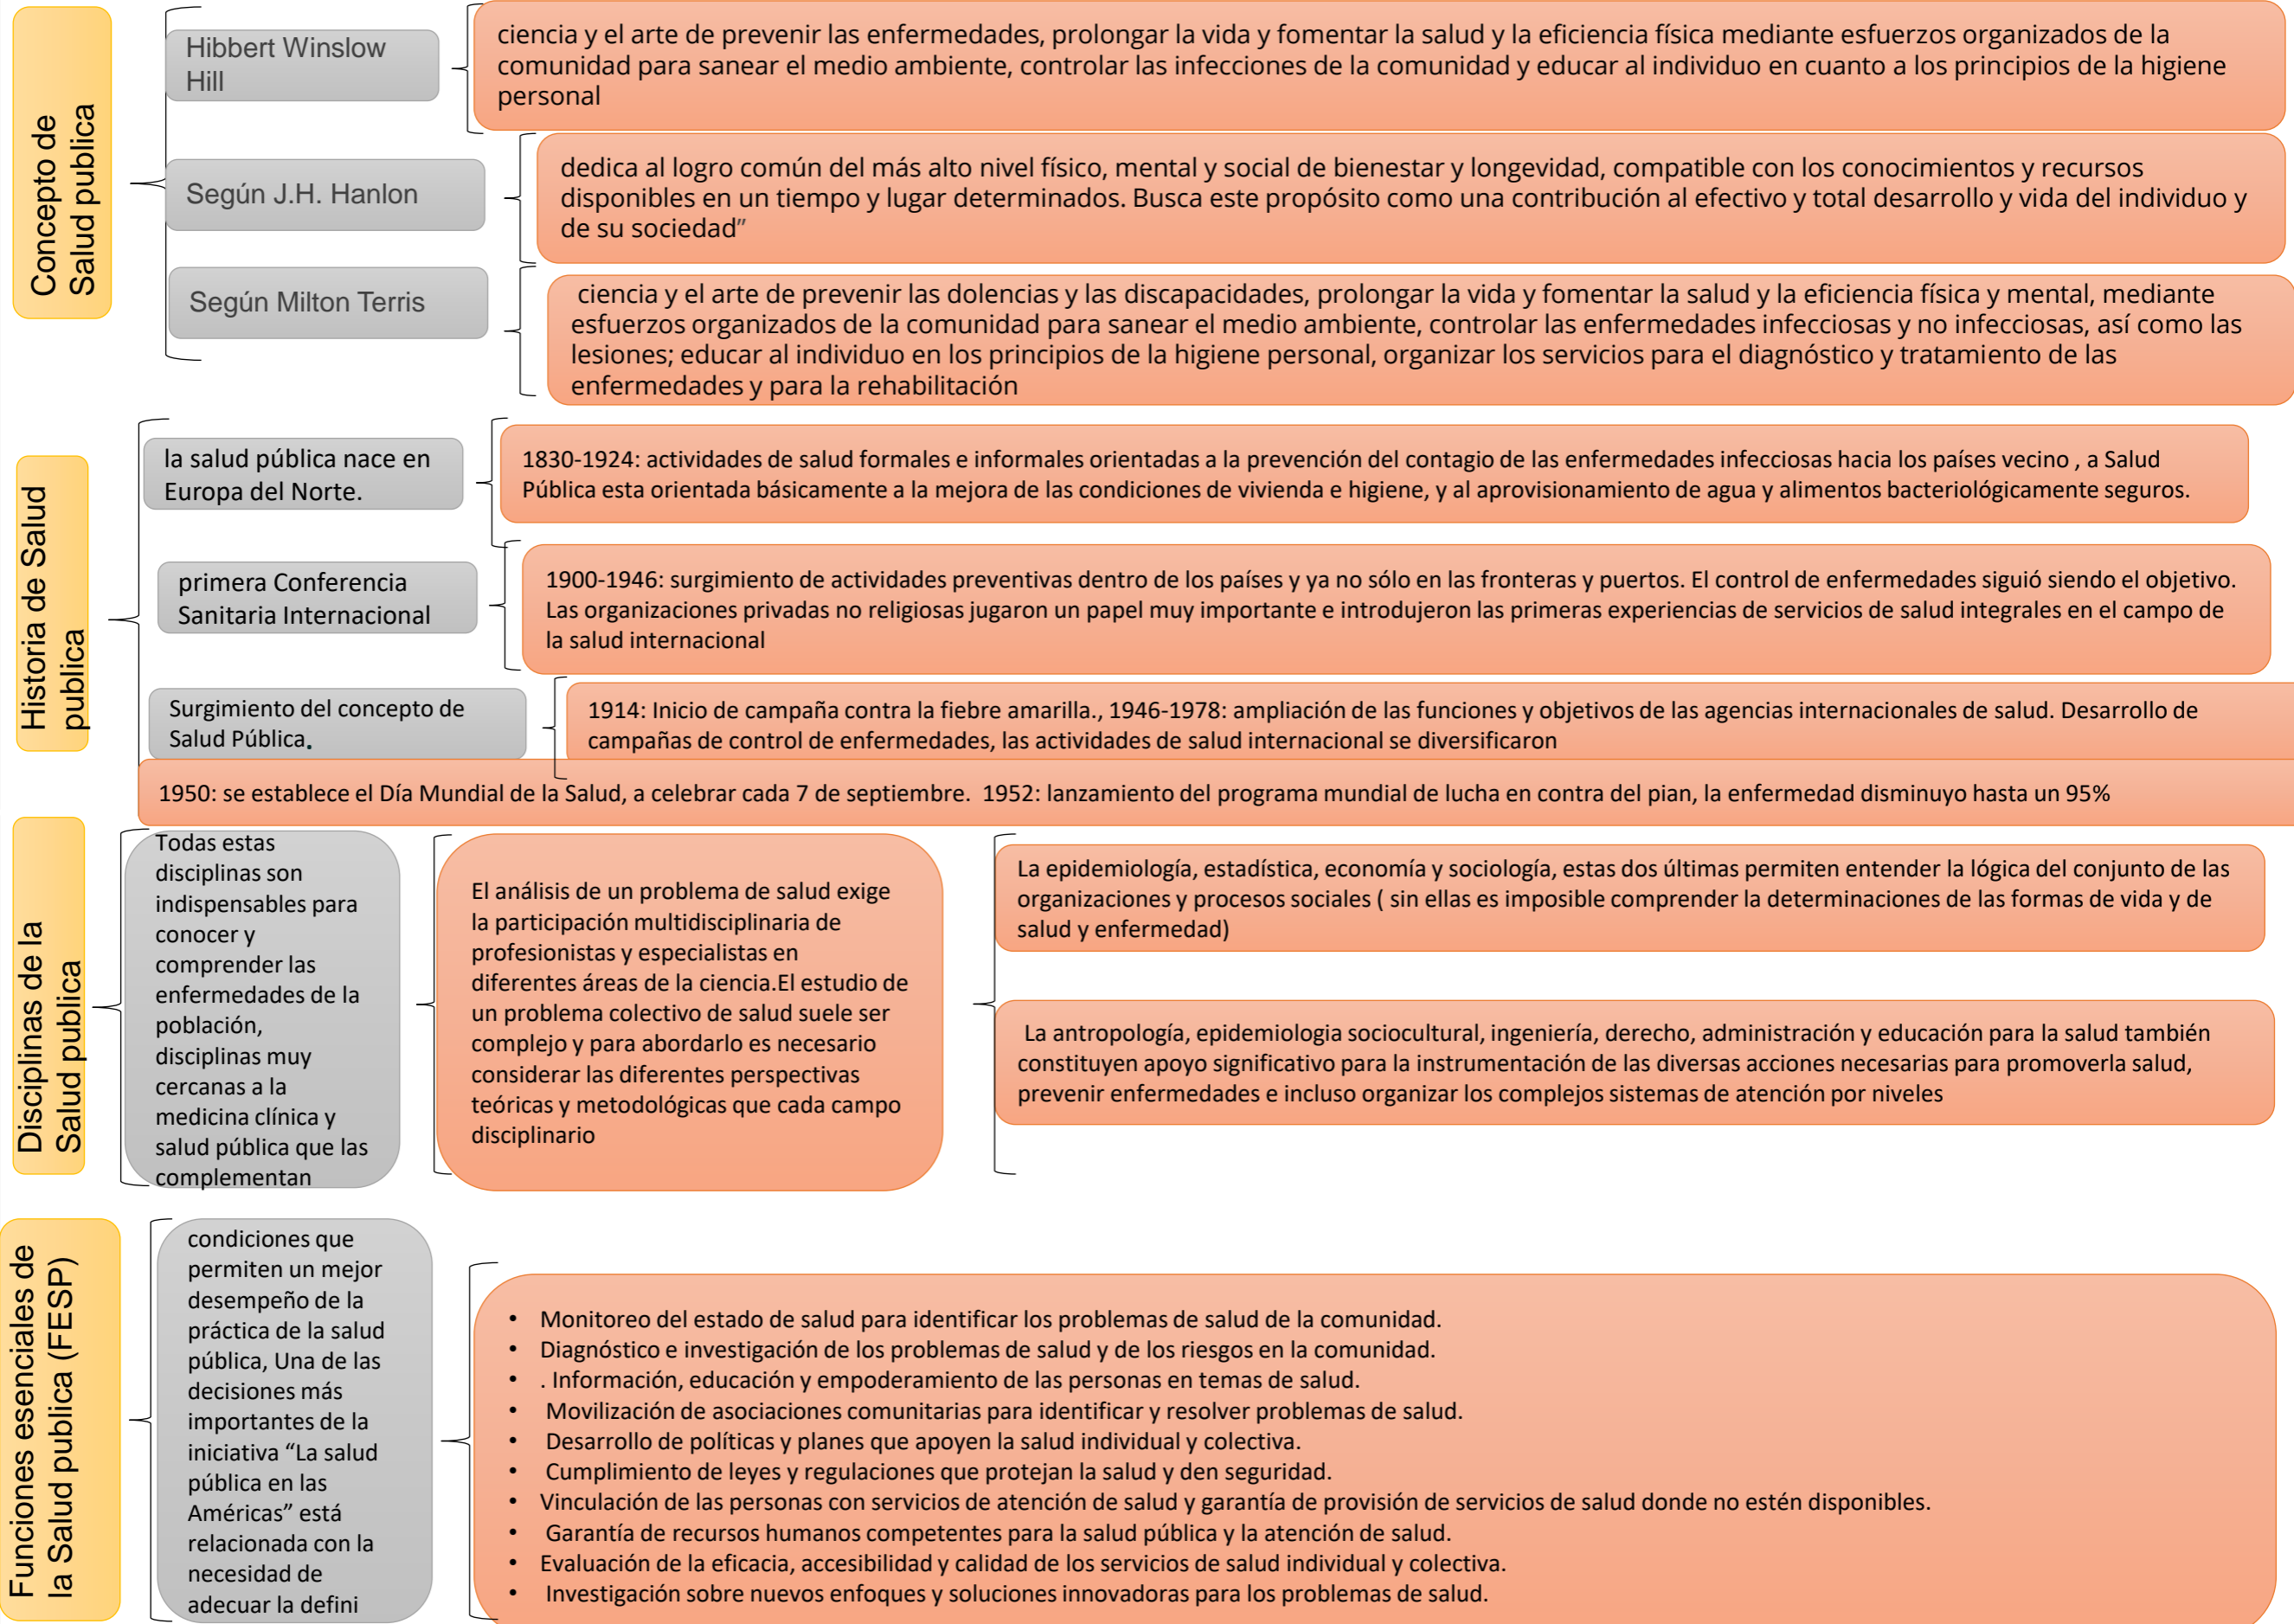 Concepto de
Salud publica
Hibbert Winslow
Hill
ciencia y el arte de prevenir las enfermedades, prolongar la vida y fomentar la salud y la eficiencia física mediante esfuerzos organizados de la
comunidad para sanear el medio ambiente, controlar las infecciones de la comunidad y educar al individuo en cuanto a los principios de la higiene
personal
Según J.H. Hanlon
dedica al logro común del más alto nivel físico, mental y social de bienestar y longevidad, compatible con los conocimientos y recursos
disponibles en un tiempo y lugar determinados. Busca este propósito como una contribución al efectivo y total desarrollo y vida del individuo y
de su sociedad”
Según Milton Terris
ciencia y el arte de prevenir las dolencias y las discapacidades, prolongar la vida y fomentar la salud y la eficiencia física y mental, mediante
esfuerzos organizados de la comunidad para sanear el medio ambiente, controlar las enfermedades infecciosas y no infecciosas, así como las
lesiones; educar al individuo en los principios de la higiene personal, organizar los servicios para el diagnóstico y tratamiento de las
enfermedades y para la rehabilitación
Historia de Salud
publica
la salud pública nace en
Europa del Norte.
1830-1924: actividades de salud formales e informales orientadas a la prevención del contagio de las enfermedades infecciosas hacia los países vecino , a Salud
Pública esta orientada básicamente a la mejora de las condiciones de vivienda e higiene, y al aprovisionamiento de agua y alimentos bacteriológicamente seguros.
primera Conferencia
Sanitaria Internacional
1900-1946: surgimiento de actividades preventivas dentro de los países y ya no sólo en las fronteras y puertos. El control de enfermedades siguió siendo el objetivo.
Las organizaciones privadas no religiosas jugaron un papel muy importante e introdujeron las primeras experiencias de servicios de salud integrales en el campo de
la salud internacional
Surgimiento del concepto de
Salud Pública.
1914: Inicio de campaña contra la fiebre amarilla., 1946-1978: ampliación de las funciones y objetivos de las agencias internacionales de salud. Desarrollo de
campañas de control de enfermedades, las actividades de salud internacional se diversificaron
1950: se establece el Día Mundial de la Salud, a celebrar cada 7 de septiembre. 1952: lanzamiento del programa mundial de lucha en contra del pian, la enfermedad disminuyo hasta un 95%
Disciplinas de la
Salud publica
Todas estas
disciplinas son
indispensables para
conocer y
comprender las
enfermedades de la
población,
disciplinas muy
cercanas a la
medicina clínica y
salud pública que las
complementan
El análisis de un problema de salud exige
la participación multidisciplinaria de
profesionistas y especialistas en
diferentes áreas de la ciencia.El estudio de
un problema colectivo de salud suele ser
complejo y para abordarlo es necesario
considerar las diferentes perspectivas
teóricas y metodológicas que cada campo
disciplinario
La epidemiología, estadística, economía y sociología, estas dos últimas permiten entender la lógica del conjunto de las
organizaciones y procesos sociales ( sin ellas es imposible comprender la determinaciones de las formas de vida y de
salud y enfermedad)
La antropología, epidemiologia sociocultural, ingeniería, derecho, administración y educación para la salud también
constituyen apoyo significativo para la instrumentación de las diversas acciones necesarias para promoverla salud,
prevenir enfermedades e incluso organizar los complejos sistemas de atención por niveles
Funciones esenciales de
la Salud publica (FESP)
condiciones que
permiten un mejor
desempeño de la
práctica de la salud
pública, Una de las
decisiones más
importantes de la
iniciativa “La salud
pública en las
Américas” está
relacionada con la
necesidad de
adecuar la defini
• Monitoreo del estado de salud para identificar los problemas de salud de la comunidad.
• Diagnóstico e investigación de los problemas de salud y de los riesgos en la comunidad.
• . Información, educación y empoderamiento de las personas en temas de salud.
• Movilización de asociaciones comunitarias para identificar y resolver problemas de salud.
• Desarrollo de políticas y planes que apoyen la salud individual y colectiva.
• Cumplimiento de leyes y regulaciones que protejan la salud y den seguridad.
• Vinculación de las personas con servicios de atención de salud y garantía de provisión de servicios de salud donde no estén disponibles.
• Garantía de recursos humanos competentes para la salud pública y la atención de salud.
• Evaluación de la eficacia, accesibilidad y calidad de los servicios de salud individual y colectiva.
• Investigación sobre nuevos enfoques y soluciones innovadoras para los problemas de salud.